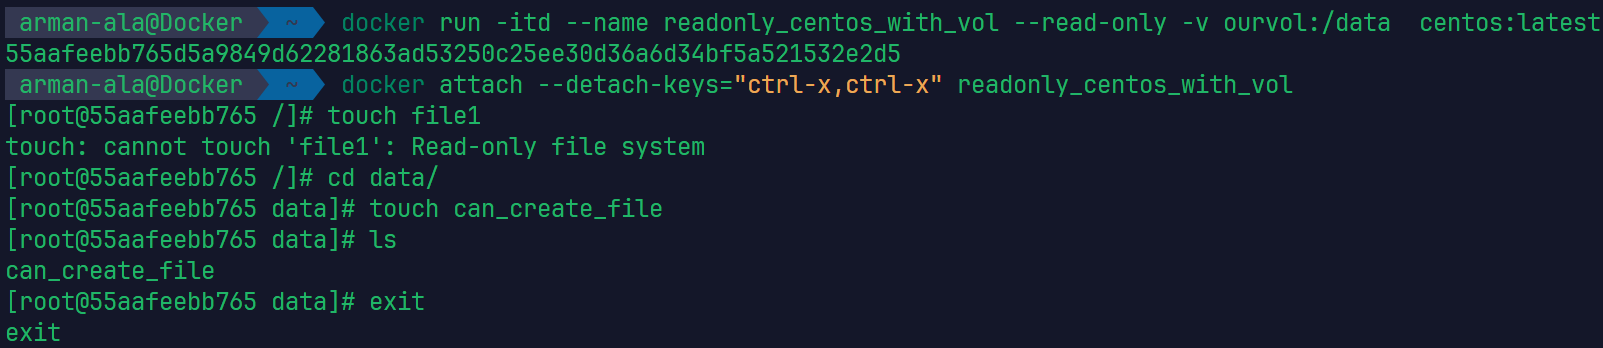 arman-ala@Docker ~ docker run -itd --name readonly_centos_with_vol --read-only -v ourvol:/data  centos:latest
55aafeebb765d5a9849d62281863ad53250c25ee30d36a6d34bf5a521532e2d5
arman-ala@Docker ~ docker attach --detach-keys="ctrl-x,ctrl-x" readonly_centos_with_vol
[root@55aafeebb765 /]# touch file1
touch: cannot touch 'file1': Read-only file system
[root@55aafeebb765 /]# cd data/
[root@55aafeebb765 data]# touch can_create_file
[root@55aafeebb765 data]# ls
can_create_file
[root@55aafeebb765 data]# exit
exit